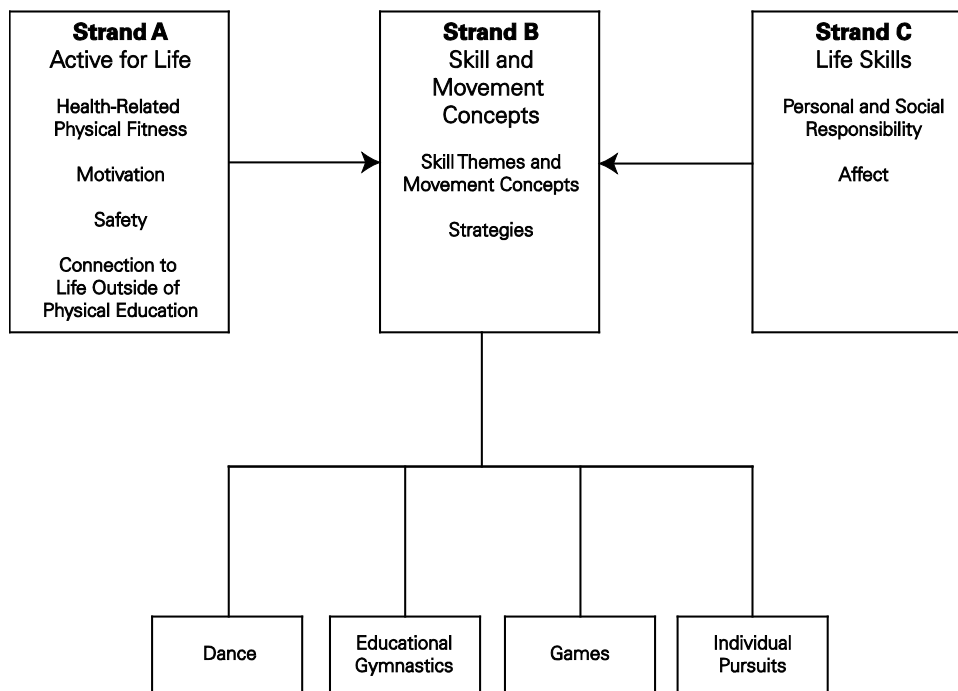 Strand A
Active for Life
Health-Related
Physical Fitness
Motivation
Safety
Connection to
Life Outside of
Physical Education
Strand B
Skill and
Movement
Concepts
Skill Themes and
Movement Concepts
Strategies
Strand C
Life Skills
Personal and Social
Responsibility
Affect
Dance
Educational
Gymnastics
Games
Individual
Pursuits